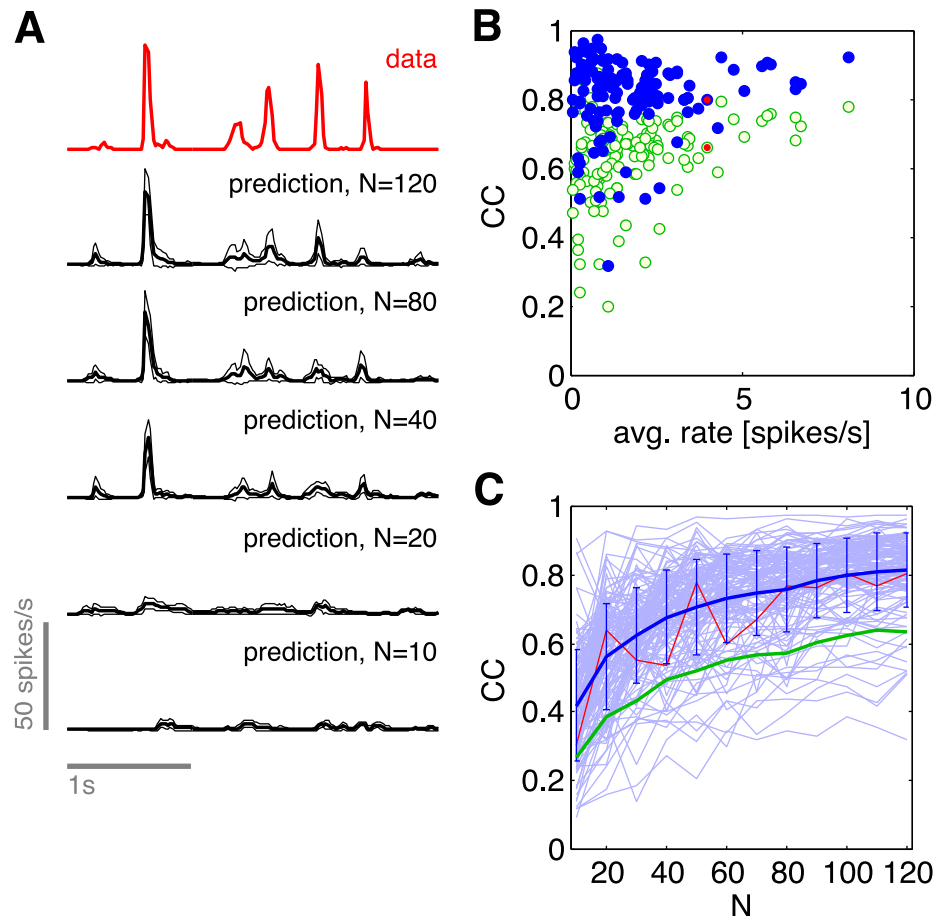 A
data
prediction, N=120
prediction, N=80
prediction, N=40
prediction, N=20
prediction, N=10
50 spikes/s
1s
B
1
0.8
0.6
0.4
0.2
0
0
5
10
CC
avg. rate [spikes/s]
C
1
0.8
0.6
0.4
0.2
0
20
40
60
80
100
120
CC
N